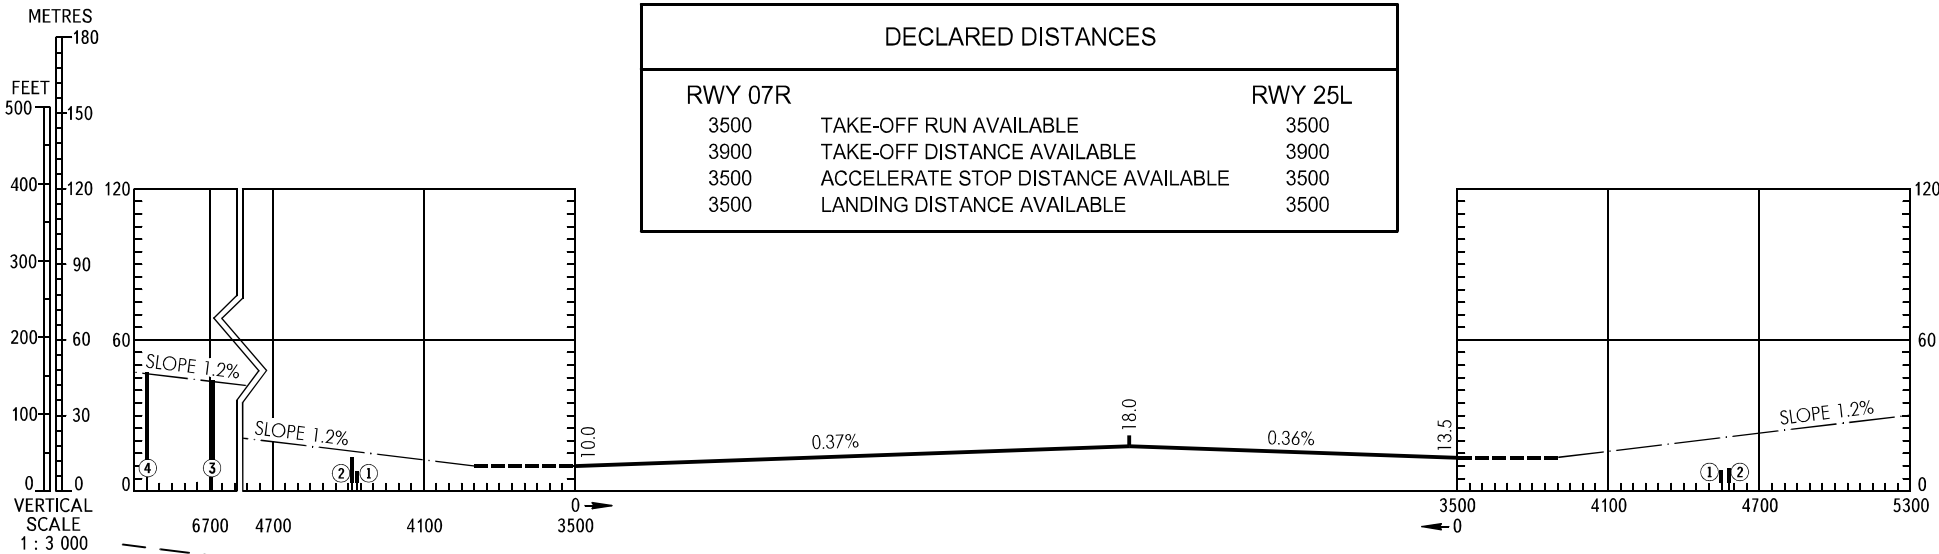 METRES
180
FEET
500
150
400
120
120
300
90
200
60
60
100
30
0
0
0
VERTICAL
SCALE
1 : 3 000
DECLARED DISTANCES
RWY 07R RWY 25L
3500 TAKE-OFF RUN AVAILABLE 3500
3900 TAKE-OFF DISTANCE AVAILABLE 3900
3500 ACCELERATE STOP DISTANCE AVAILABLE 3500
3500 LANDING DISTANCE AVAILABLE 3500
SLOPE 1.2%
SLOPE 1.2%
④ ③ ② ①
6700 4700 4100 3500
0
10.0
0.37%
18.0
0.36%
13.5
SLOPE 1.2%
① ②
120
60
0
3500 4100 4700 5300
0